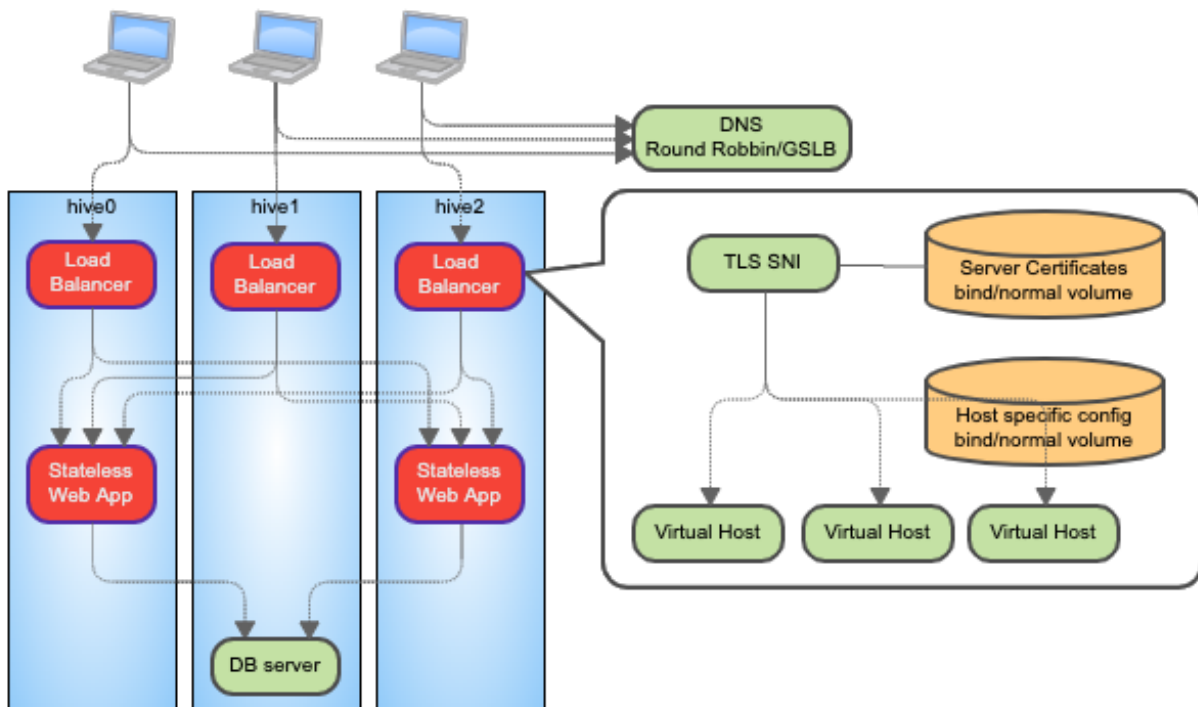 DNS
Round Robbin/GSLB
hive0
hive1
hive2
Load
Balancer
Load
Balancer
Load
Balancer
TLS SNI
Server Certificates
bind/normal volume
Host specific config
bind/normal volume
Stateless
Web App
Stateless
Web App
Virtual Host
Virtual Host
Virtual Host
DB server